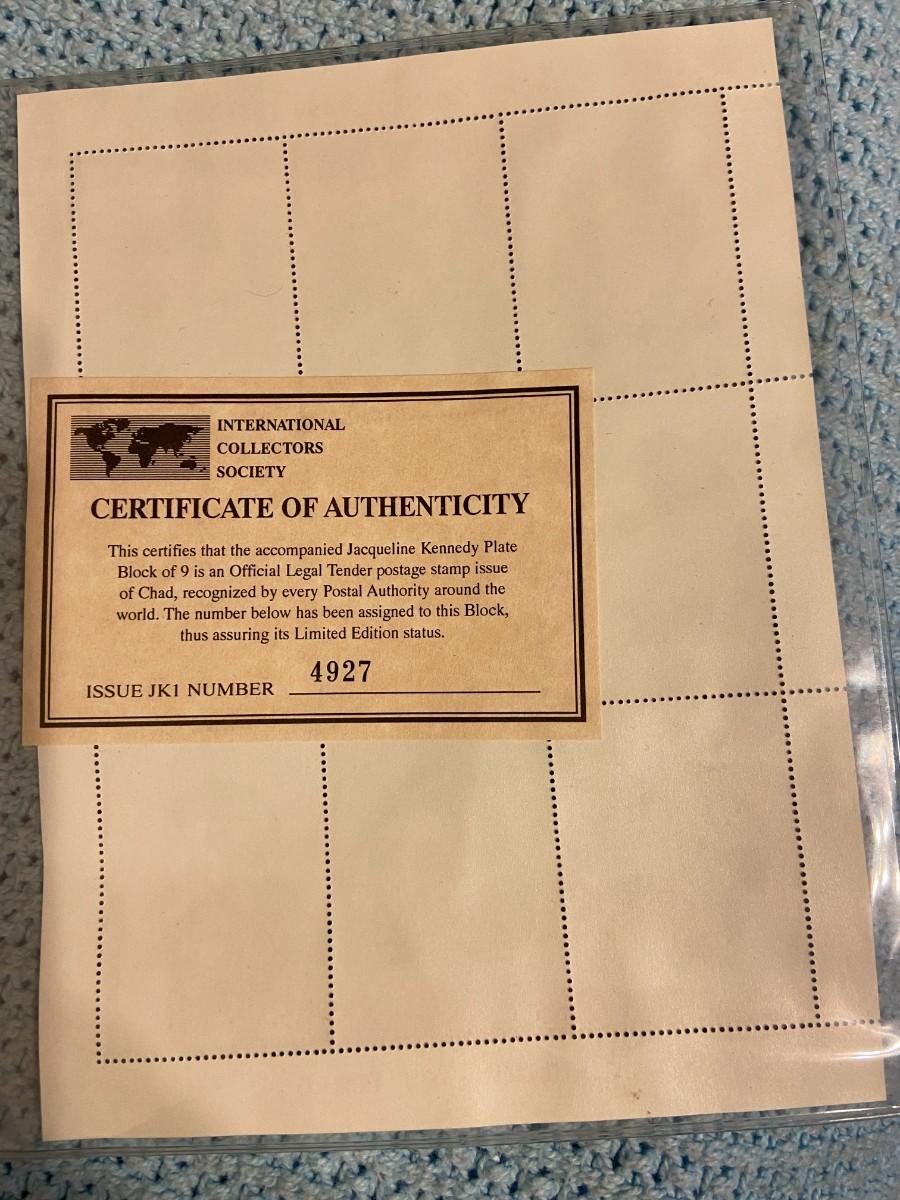 INTERNATIONAL
COLLECTORS
SOCIETY
CERTIFICATE OF AUTHENTICITY
This certifies that the accompanied Jacqueline Kennedy Plate
Block of 9 is an Official Legal Tender postage stamp issue
of Chad, recognized by every Postal Authority around the
world. The number below has been assigned to this Block,
thus assuring its Limited Edition status.
ISSUE JK1 NUMBER 4927